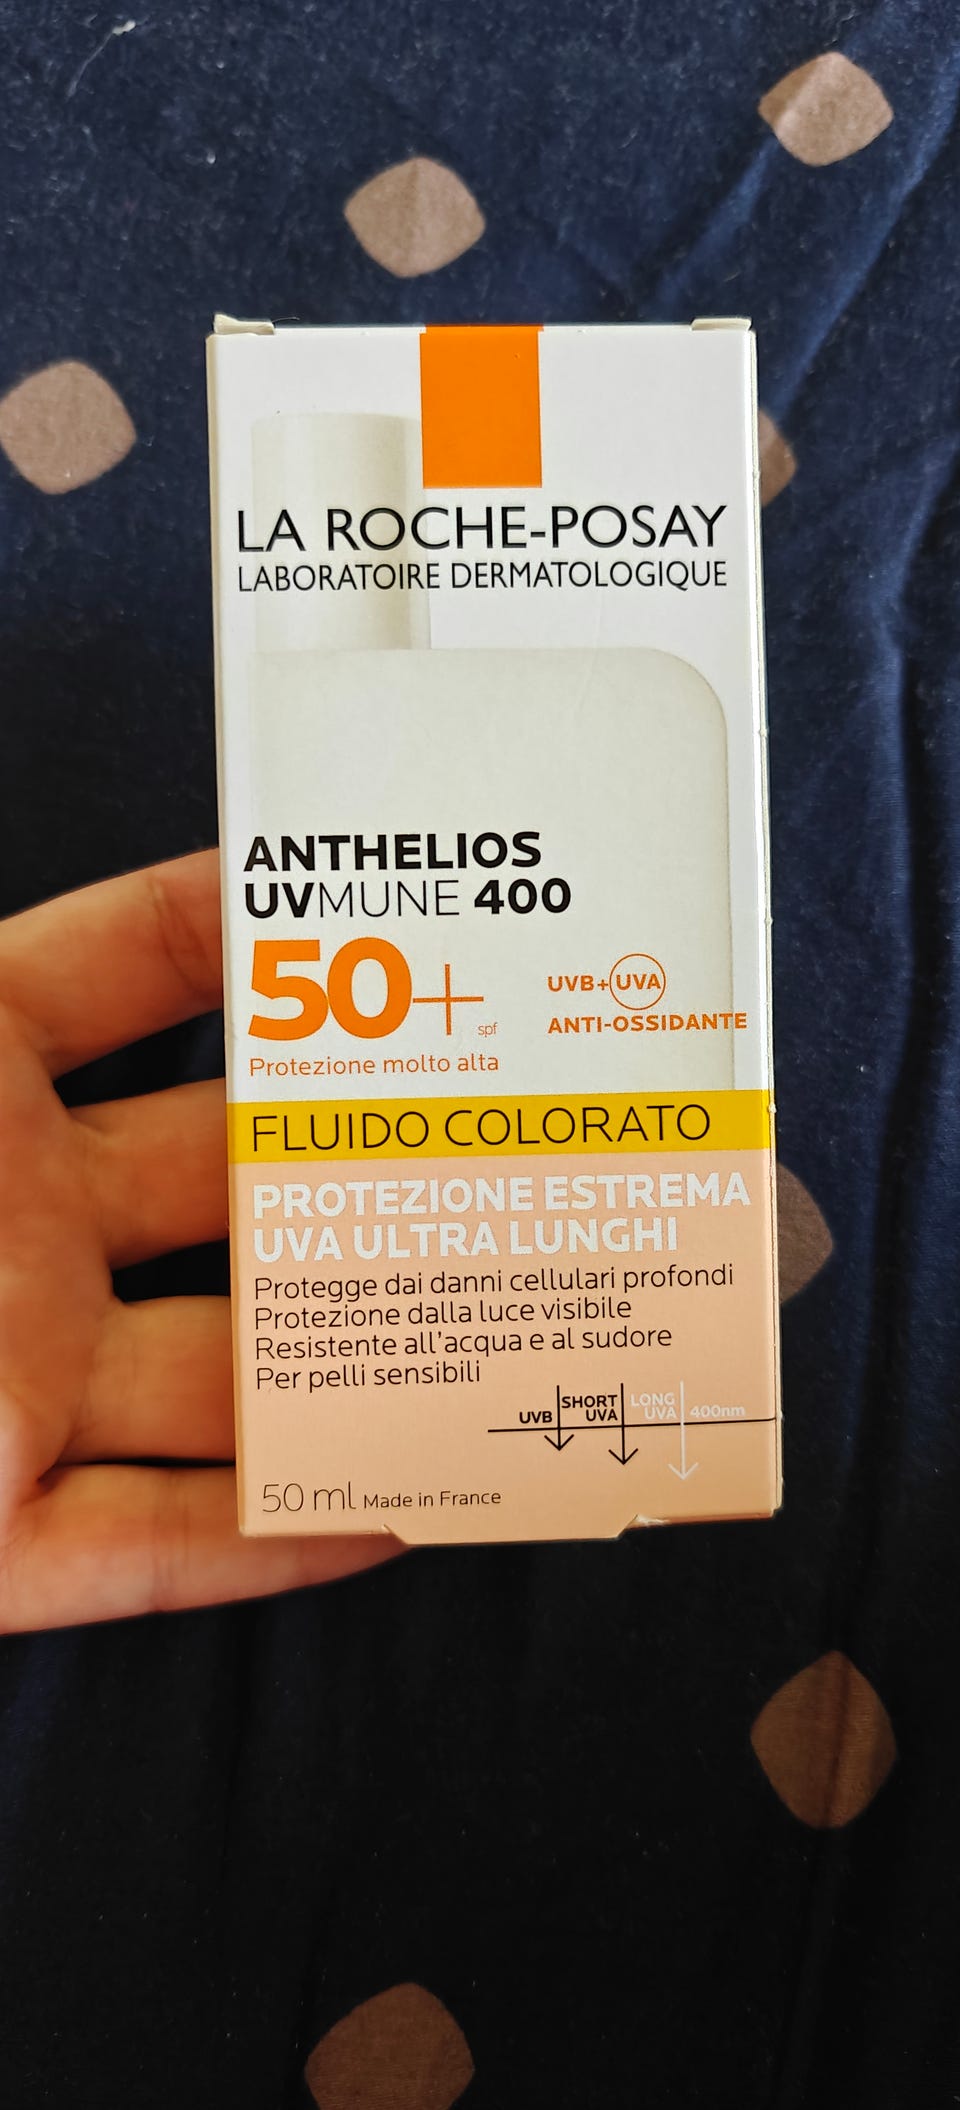 LA ROCHE-POSAY
LABORATOIRE DERMATOLOGIQUE
ANTHELIOS
UVMUNE 400
50+ spf
Protezione molto alta
UVB+UVA
ANTI-OSSIDANTE
FLUIDO COLORATO
PROTEZIONE ESTREMA
UVA ULTRA LUNGHI
Protegge dai danni cellulari profondi
Protezione dalla luce visibile
Resistente all'acqua e al sudore
Per pelli sensibili
UVB
SHORT
UVA
LONG
UVA
400nm
50 ml Made in France